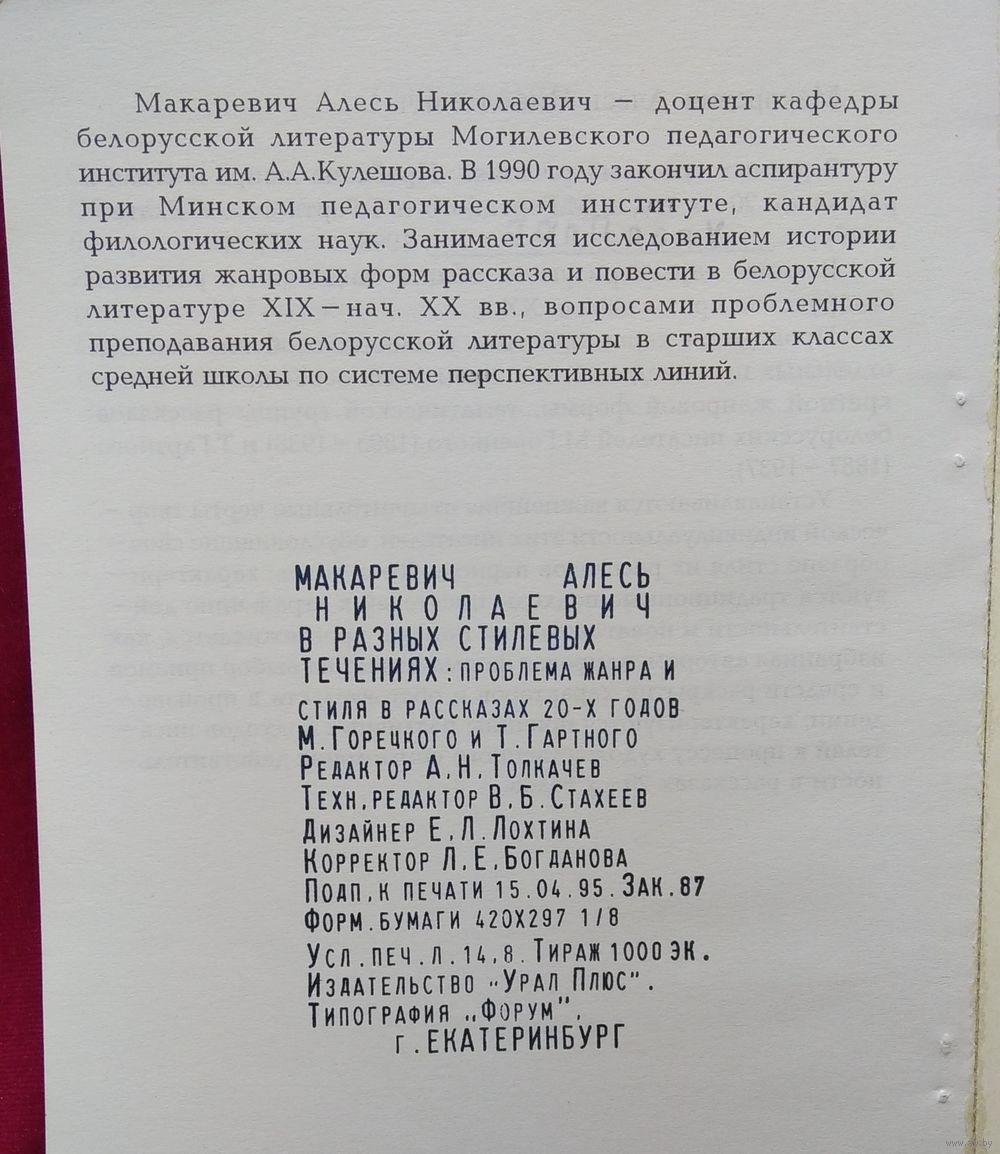 Макаревич Алесь Николаевич — доцент кафедры
белорусской литературы Могилевского педагогического
института им. А.А.Кулешова. В 1990 году закончил аспирантуру
при Минском педагогическом институте, кандидат
филологических наук. Занимается исследованием истории
развития жанровых форм рассказа и повести в белорусской
литературе XIX — нач. XX вв., вопросами проблемного
преподавания белорусской литературы в старших классах
средней школы по системе перспективных линий.
МАКАРЕВИЧ АЛЕСЬ
НИКОЛАЕВИЧ
В РАЗНЫХ СТИЛЕВЫХ
ТЕЧЕНИЯХ: ПРОБЛЕМА ЖАНРА И
СТИЛЯ В РАССКАЗАХ 20-Х ГОДОВ
М.ГОРЕЦКОГО И Т.ГАРТНОГО
РЕДАКТОР А.Н.ТОЛКАЧЕВ
ТЕХН.РЕДАКТОР В.Б.СТАХЕЕВ
ДИЗАЙНЕР Е.Л.ЛОХТИНА
КОРРЕКТОР Л.Е.БОГДАНОВА
ПОДП.К ПЕЧАТИ 15.04.95.ЗАК.87
ФОРМ.БУМАГИ 420X297 1/8
УСЛ.ПЕЧ.Л.14,8.ТИРАЖ 1000 ЭК.
ИЗДАТЕЛЬСТВО "УРАЛ ПЛЮС".
ТИПОГРАФИЯ „ФОРУМ",
Г.ЕКАТЕРИНБУРГ